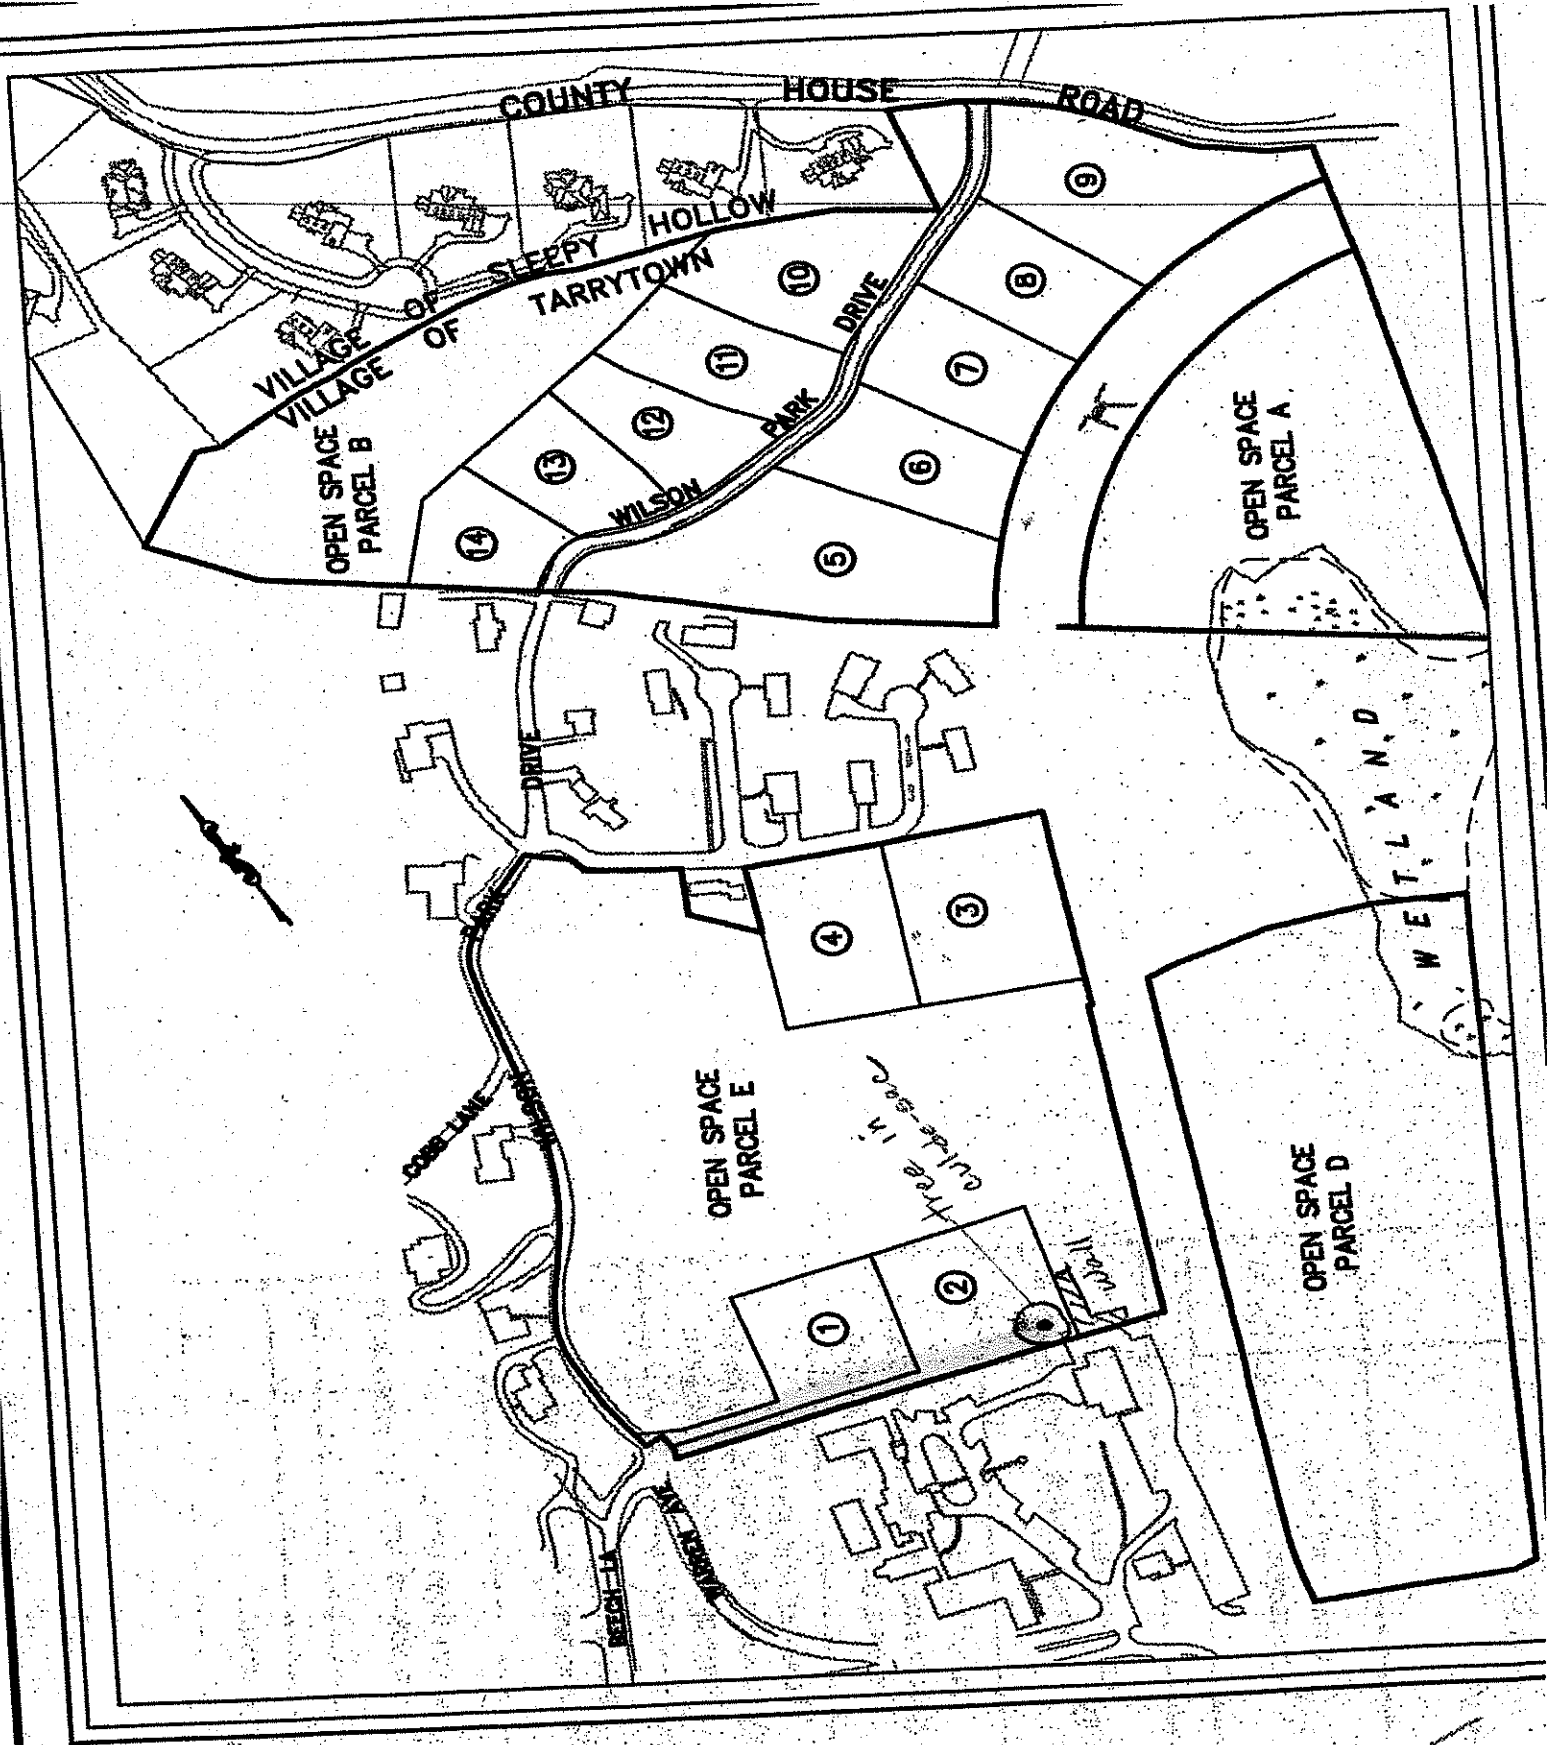 COUNTY HOUSE ROAD
VILLAGE OF SLEEPY HOLLOW
VILLAGE OF TARRYTOWN
9
10
8
DRIVE
11
7
PARK
12
6
OPEN SPACE
PARCEL A
OPEN SPACE
PARCEL B
13
WILSON
14
5
DRIVE
WETLAND
PARK
4
3
WILSON
COBB LANE
OPEN SPACE
PARCEL E
tree in
cul-de-sac
wall
2
1
OPEN SPACE
PARCEL D
BEECH LA
WARREN AVE